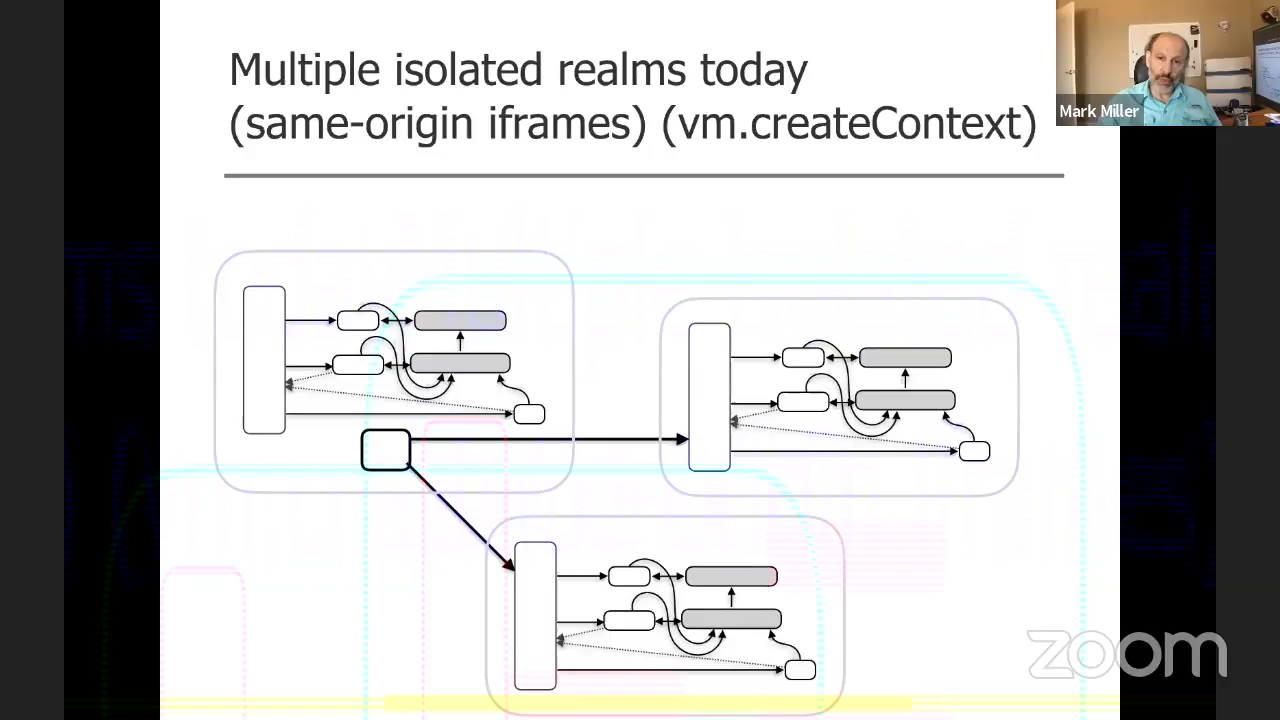 Multiple isolated realms today
(same-origin iframes) (vm.createContext)
Mark Miller
zoom